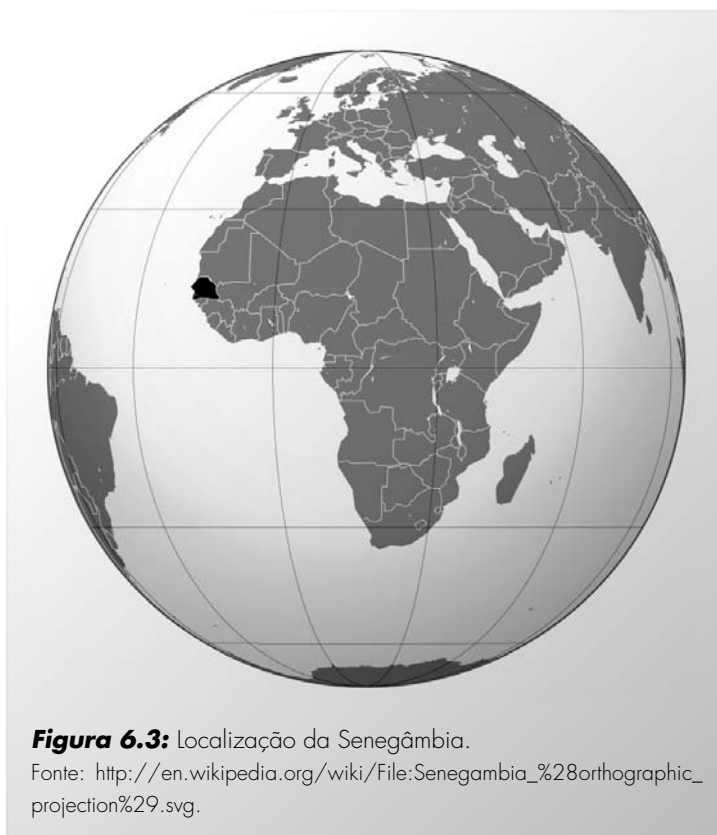 Figura 6.3: Localização da Senegâmbia.
Fonte: http://en.wikipedia.org/wiki/File:Senegambia_%28orthographic_
projection%29.svg.